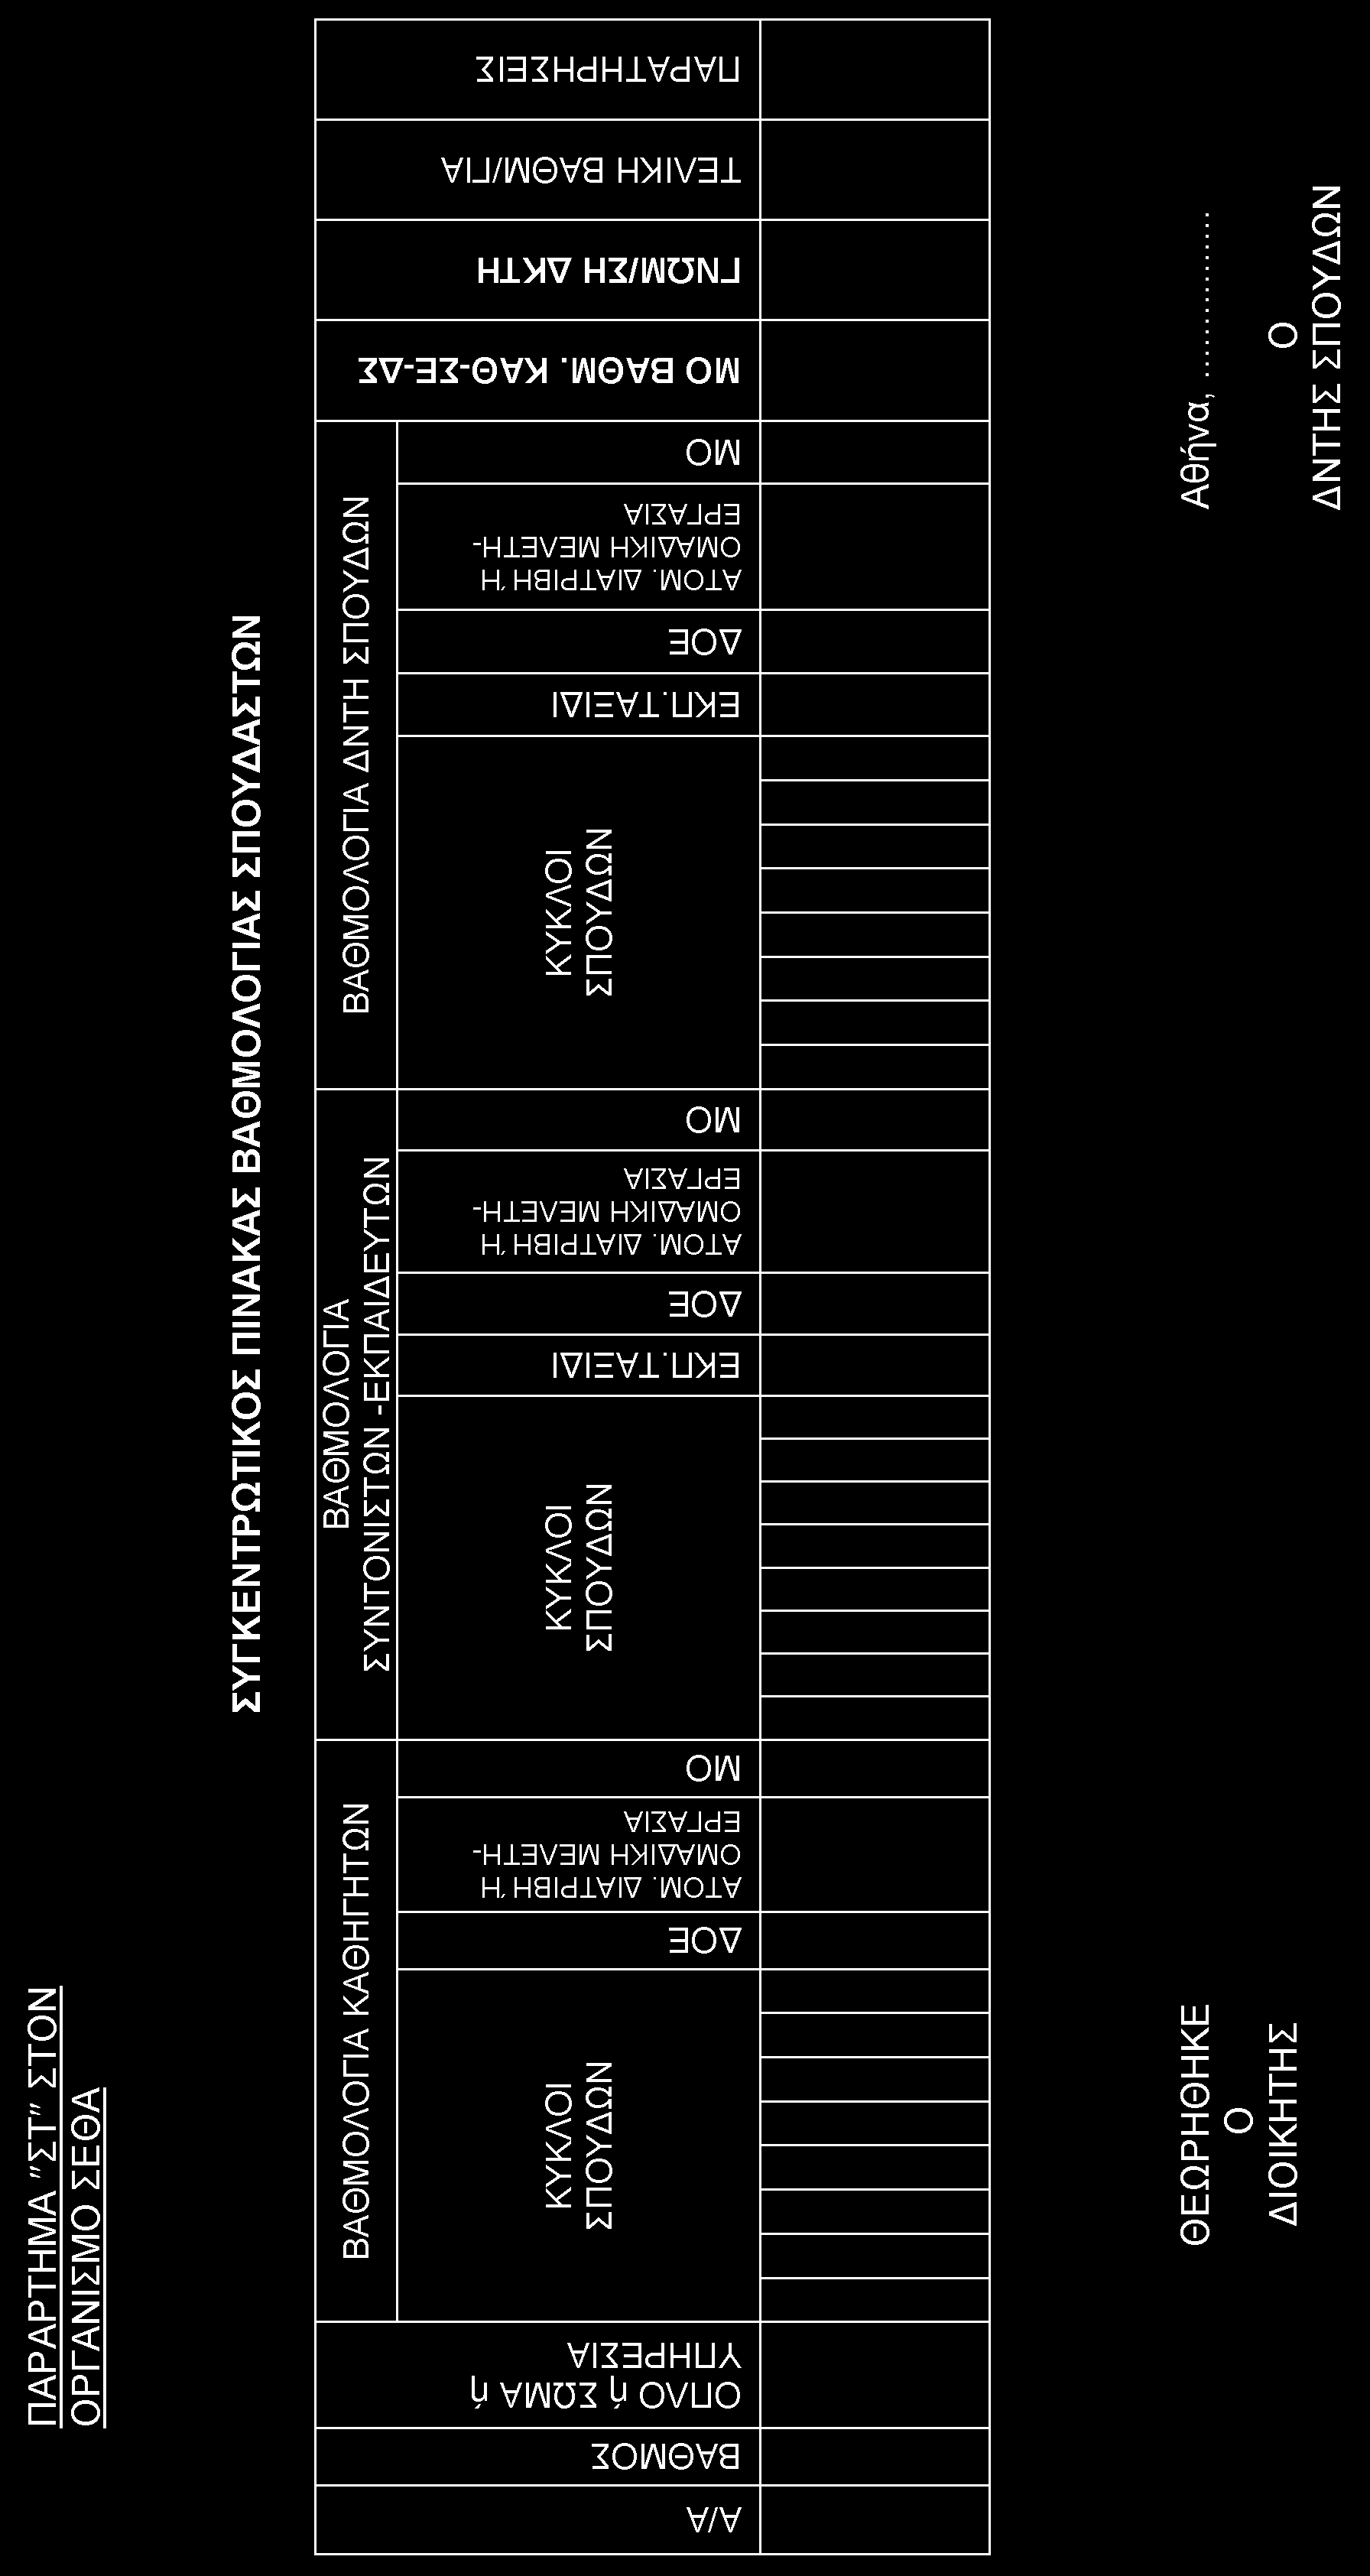 ΠΑΡΑΡΤΗΜΑ ″ΣΤ″ ΣΤΟΝ
ΟΡΓΑΝΙΣΜΟ ΣΕΘΑ
ΣΥΓΚΕΝΤΡΩΤΙΚΟΣ ΠΙΝΑΚΑΣ ΒΑΘΜΟΛΟΓΙΑΣ ΣΠΟΥΔΑΣΤΩΝ
Α/Α
ΒΑΘΜΟΣ
ΟΠΛΟ ή ΣΩΜΑ ή
ΥΠΗΡΕΣΙΑ
ΒΑΘΜΟΛΟΓΙΑ ΚΑΘΗΓΗΤΩΝ
ΚΥΚΛΟΙ
ΣΠΟΥΔΩΝ
ΔΟΕ
ΑΤΟΜ. ΔΙΑΤΡΙΒΗ Ή
ΟΜΑΔΙΚΗ ΜΕΛΕΤΗ-
ΕΡΓΑΣΙΑ
ΜΟ
ΒΑΘΜΟΛΟΓΙΑ
ΣΥΝΤΟΝΙΣΤΩΝ -ΕΚΠΑΙΔΕΥΤΩΝ
ΚΥΚΛΟΙ
ΣΠΟΥΔΩΝ
ΕΚΠ.ΤΑΞΙΔΙ
ΔΟΕ
ΑΤΟΜ. ΔΙΑΤΡΙΒΗ Ή
ΟΜΑΔΙΚΗ ΜΕΛΕΤΗ-
ΕΡΓΑΣΙΑ
ΜΟ
ΒΑΘΜΟΛΟΓΙΑ ΔΝΤΗ ΣΠΟΥΔΩΝ
ΚΥΚΛΟΙ
ΣΠΟΥΔΩΝ
ΕΚΠ.ΤΑΞΙΔΙ
ΔΟΕ
ΑΤΟΜ. ΔΙΑΤΡΙΒΗ Ή
ΟΜΑΔΙΚΗ ΜΕΛΕΤΗ-
ΕΡΓΑΣΙΑ
ΜΟ
ΜΟ ΒΑΘΜ. ΚΑΘ-ΣΕ-ΔΣ
ΓΝΩΜ/ΣΗ ΔΚΤΗ
ΤΕΛΙΚΗ ΒΑΘΜ/ΓΙΑ
ΠΑΡΑΤΗΡΗΣΕΙΣ
ΘΕΩΡΗΘΗΚΕ
Ο
ΔΙΟΙΚΗΤΗΣ
Αθήνα, ......................
Ο
ΔΝΤΗΣ ΣΠΟΥΔΩΝ